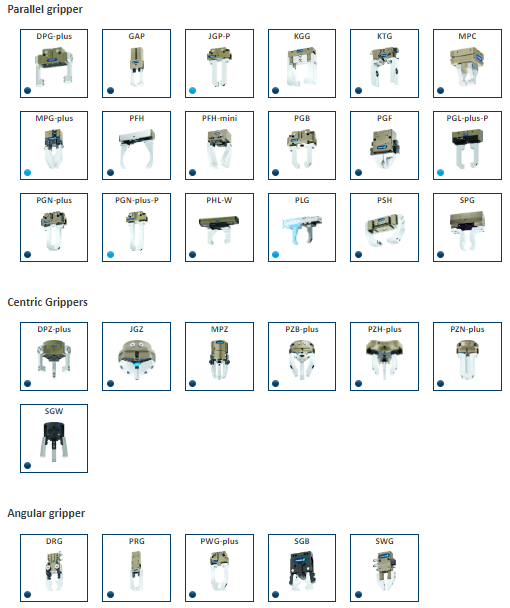 Parallel gripper
DPG-plus GAP JGP-P KGG KTG MPC
MPG-plus PFH PFH-mini PGB PGF PGL-plus-P
PGN-plus PGN-plus-P PHL-W PLG PSH SPG
Centric Grippers
DPZ-plus JGZ MPZ PZB-plus PZH-plus PZN-plus
SGW
Angular gripper
DRG PRG PWG-plus SGB SWG